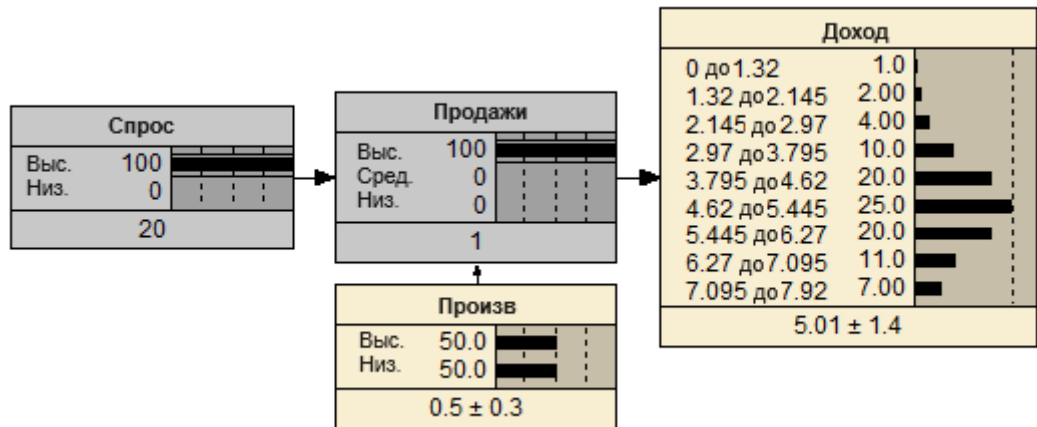 Доход
0 до 1.32 1.0
1.32 до 2.145 2.00
2.145 до 2.97 4.00
2.97 до 3.795 10.0
3.795 до 4.62 20.0
4.62 до 5.445 25.0
5.445 до 6.27 20.0
6.27 до 7.095 11.0
7.095 до 7.92 7.00
5.01 ± 1.4
Спрос
Выс. 100
Низ. 0
20
Продажи
Выс. 100
Сред. 0
Низ. 0
1
Произв
Выс. 50.0
Низ. 50.0
0.5 ± 0.3